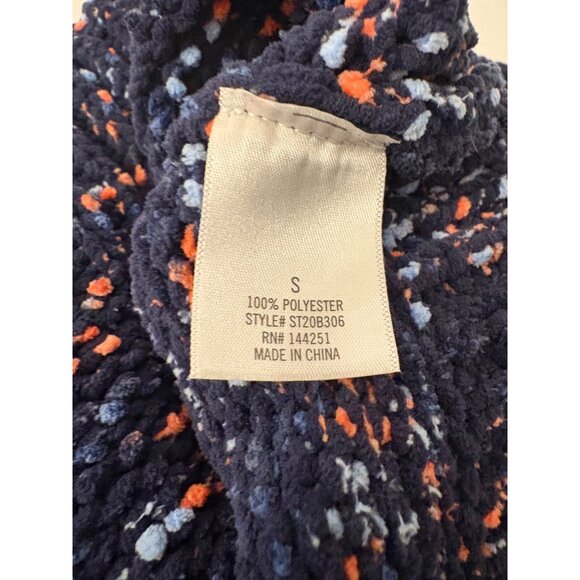 S
100% POLYESTER
STYLE# ST20B306
RN# 144251
MADE IN CHINA